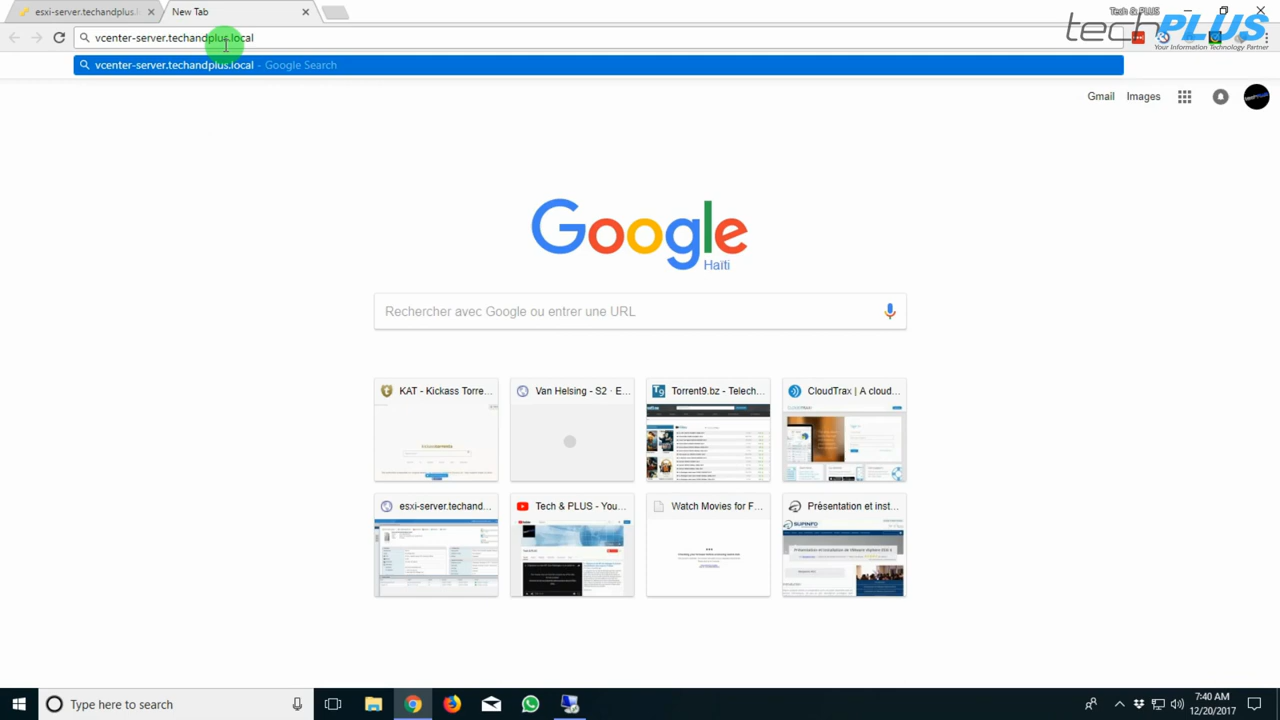 esxi-server.techandplus.l
New Tab
Tech & PLUS
vcenter-server.techandplus.local
techPLUS
Your Information Technology Partner
vcenter-server.techandplus.local - Google Search
Gmail
Images
Google
Haïti
Rechercher avec Google ou entrer une URL
KAT - Kickass Torre...
Van Helsing - S2 · E...
Torrent9.bz - Telech...
CloudTrax | A cloud...
esxi-server.techand...
Tech & PLUS - You...
Watch Movies for F...
Présentation et inst...
SUPINFO
Type here to search
7:40 AM
12/20/2017